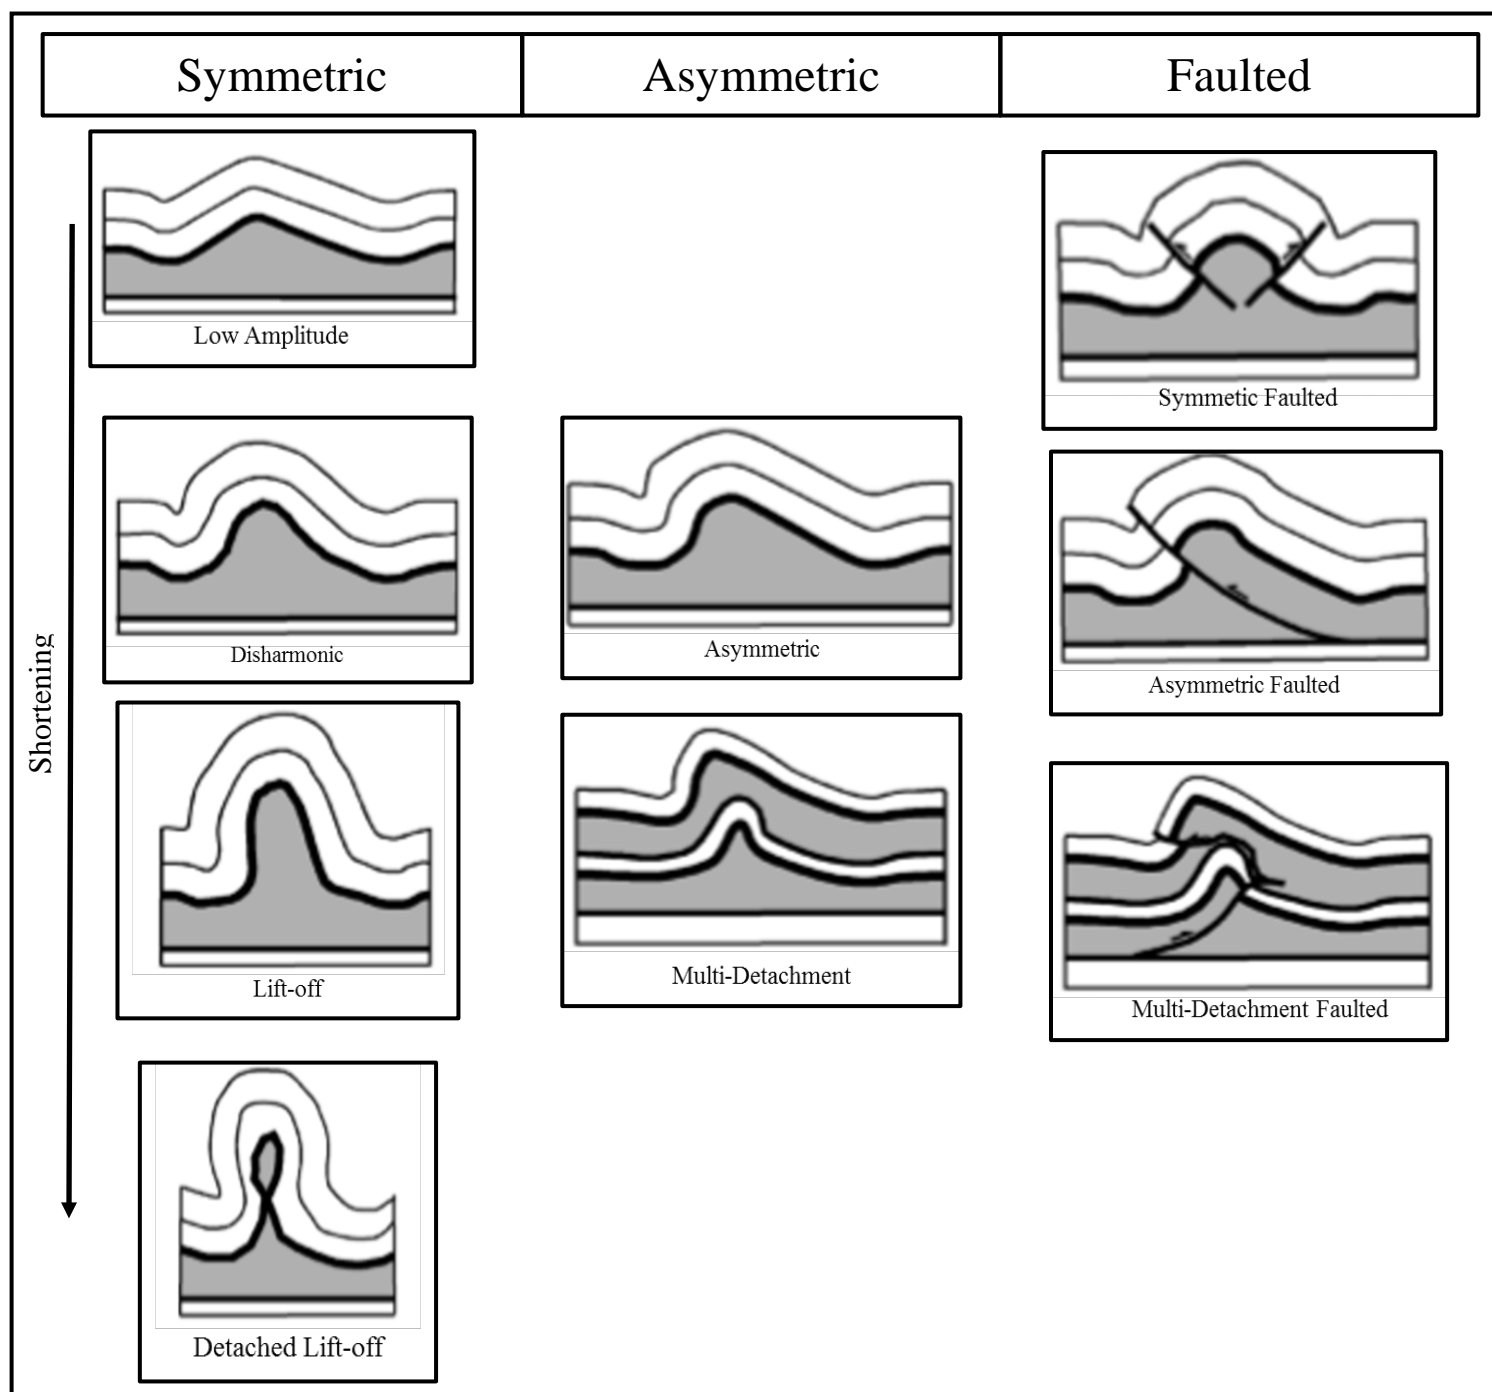 Symmetric
Asymmetric
Faulted
Shortening
Low Amplitude
Symmetic Faulted
Disharmonic
Asymmetric
Asymmetric Faulted
Lift-off
Multi-Detachment
Multi-Detachment Faulted
Detached Lift-off